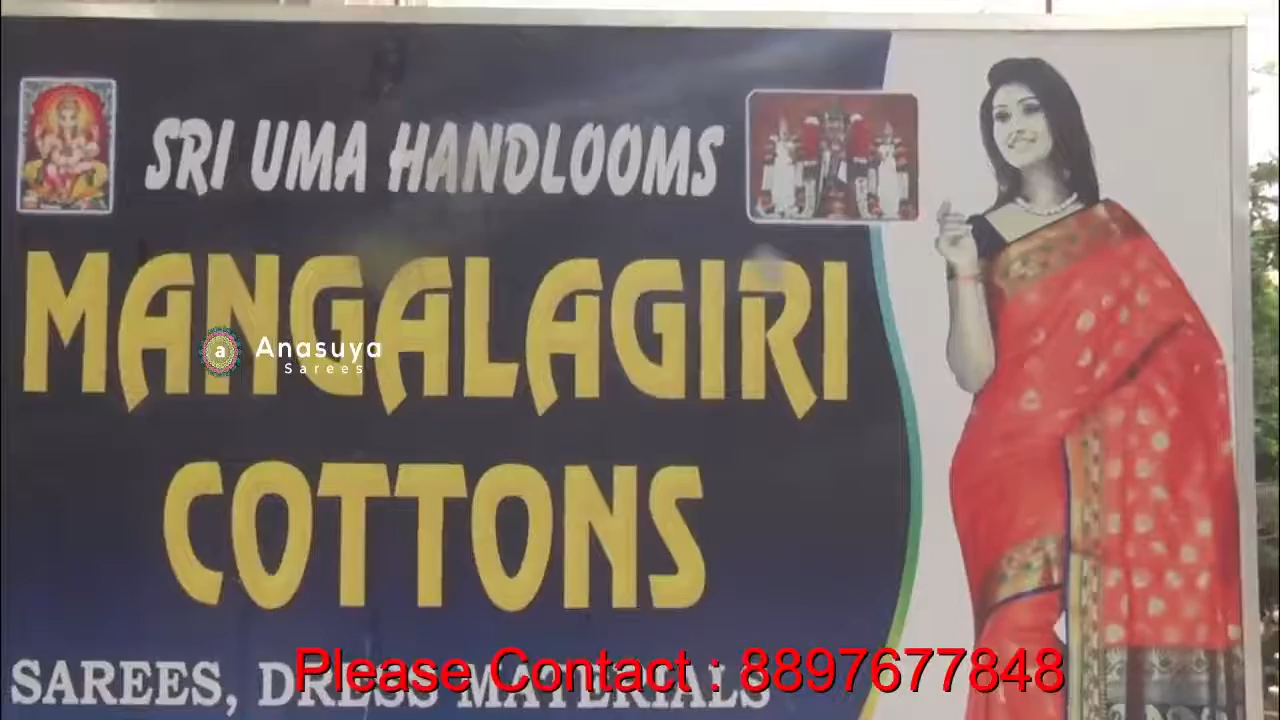 SRI UMA HANDLOOMS
MANGALAGIRI
a Anasuya
Sarees
COTTONS
SAREES, DRESS MATERIALS
Please Contact : 8897677848